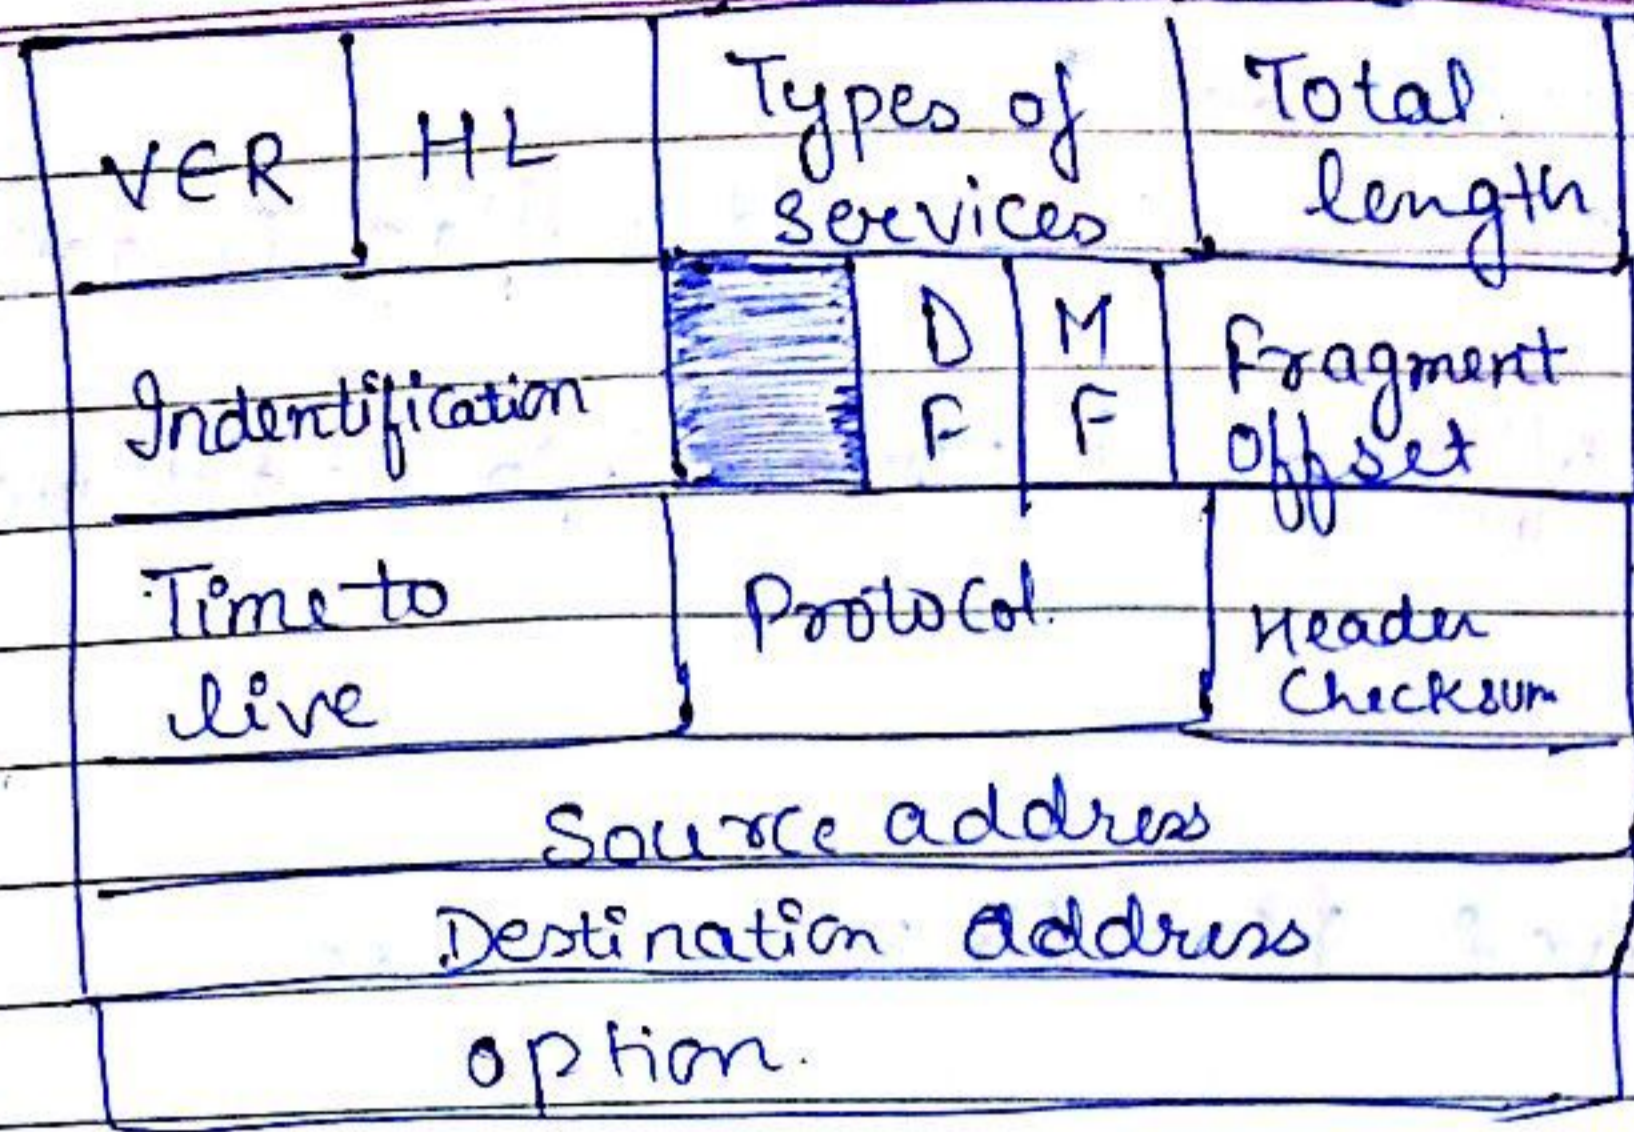 VER HL Types of services Total length
Indentification D F M F Fragment Offset
Time to live Protocol Header Checksum
Source address
Destination address
option.